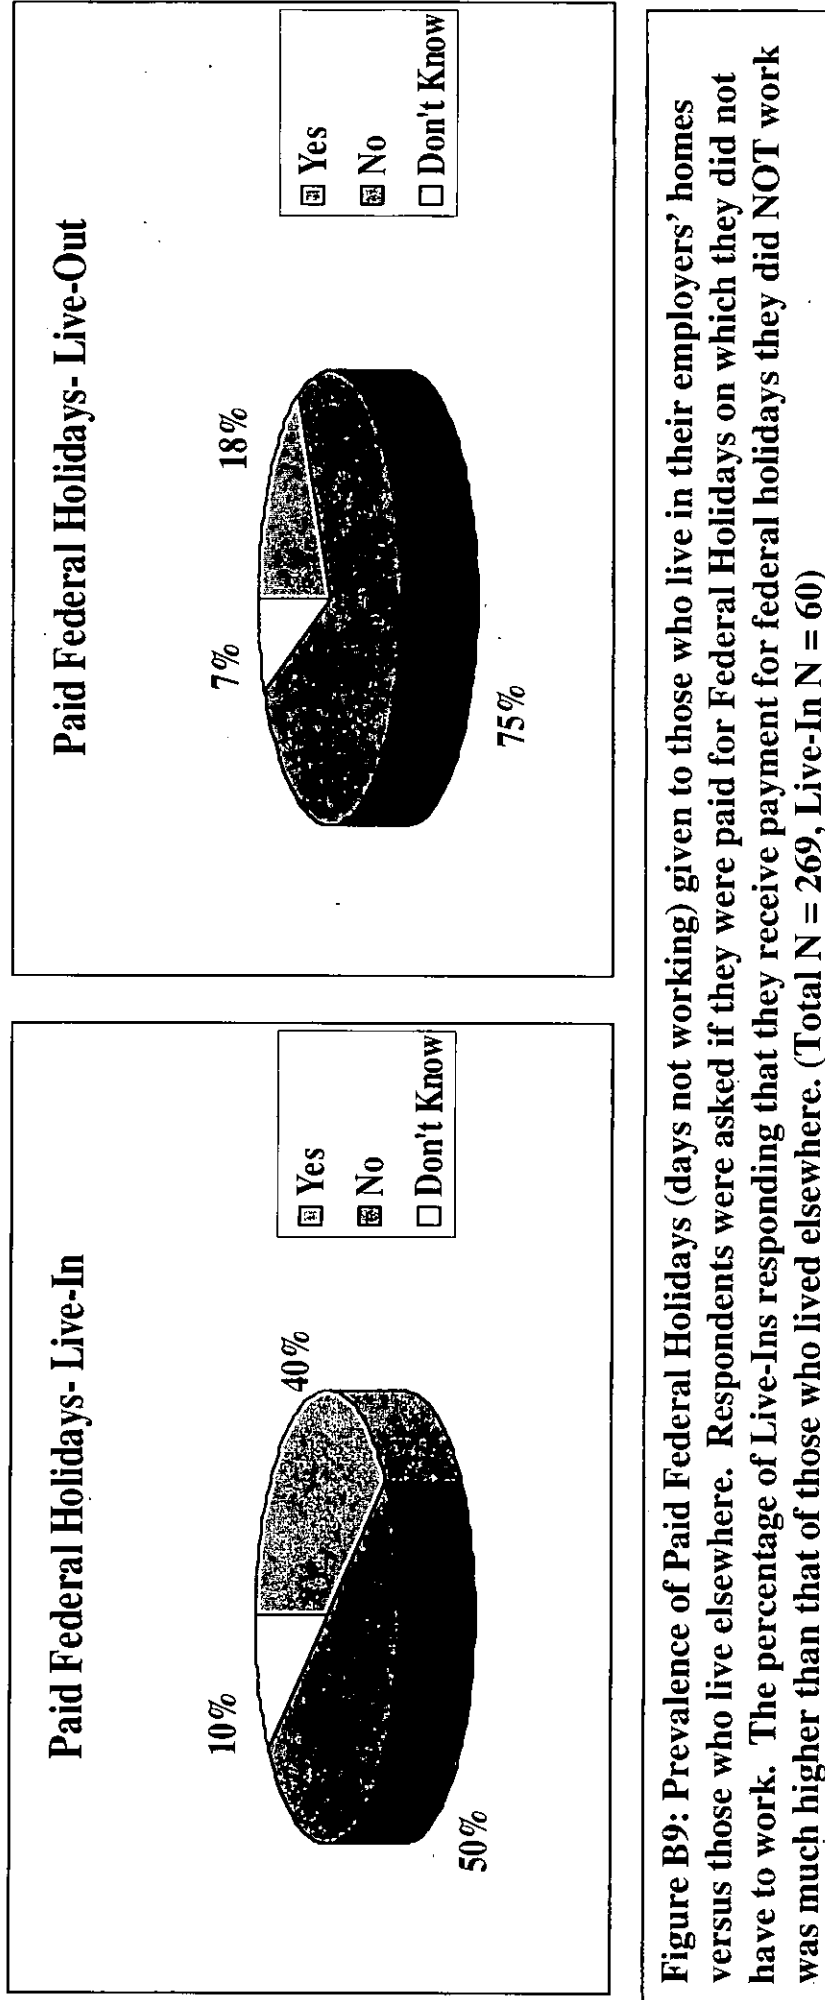 Paid Federal Holidays- Live-In
10%
40%
50%
Yes
No
Don't Know
Paid Federal Holidays- Live-Out
7%
18%
75%
Yes
No
Don't Know
Figure B9: Prevalence of Paid Federal Holidays (days not working) given to those who live in their employers' homes
versus those who live elsewhere. Respondents were asked if they were paid for Federal Holidays on which they did not
have to work. The percentage of Live-Ins responding that they receive payment for federal holidays they did NOT work
was much higher than that of those who lived elsewhere. (Total N = 269, Live-In N = 60)